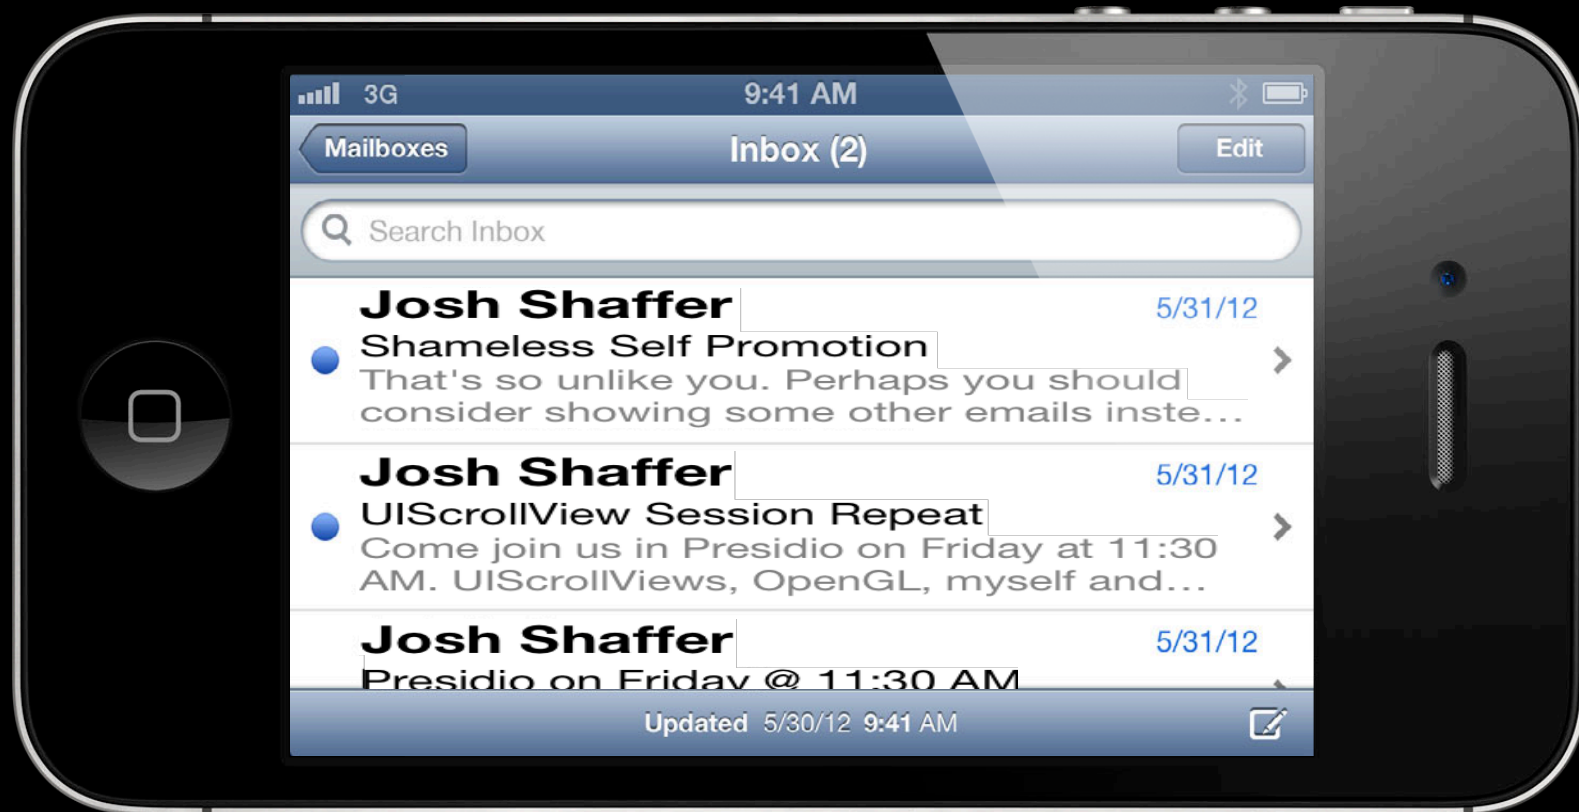 3G 9:41 AM
Mailboxes Inbox (2) Edit
Search Inbox
Josh Shaffer 5/31/12
Shameless Self Promotion
That's so unlike you. Perhaps you should
consider showing some other emails inste...
Josh Shaffer 5/31/12
UIScrollView Session Repeat
Come join us in Presidio on Friday at 11:30
AM. UIScrollViews, OpenGL, myself and...
Josh Shaffer 5/31/12
Presidio on Friday @ 11:30 AM
Updated 5/30/12 9:41 AM